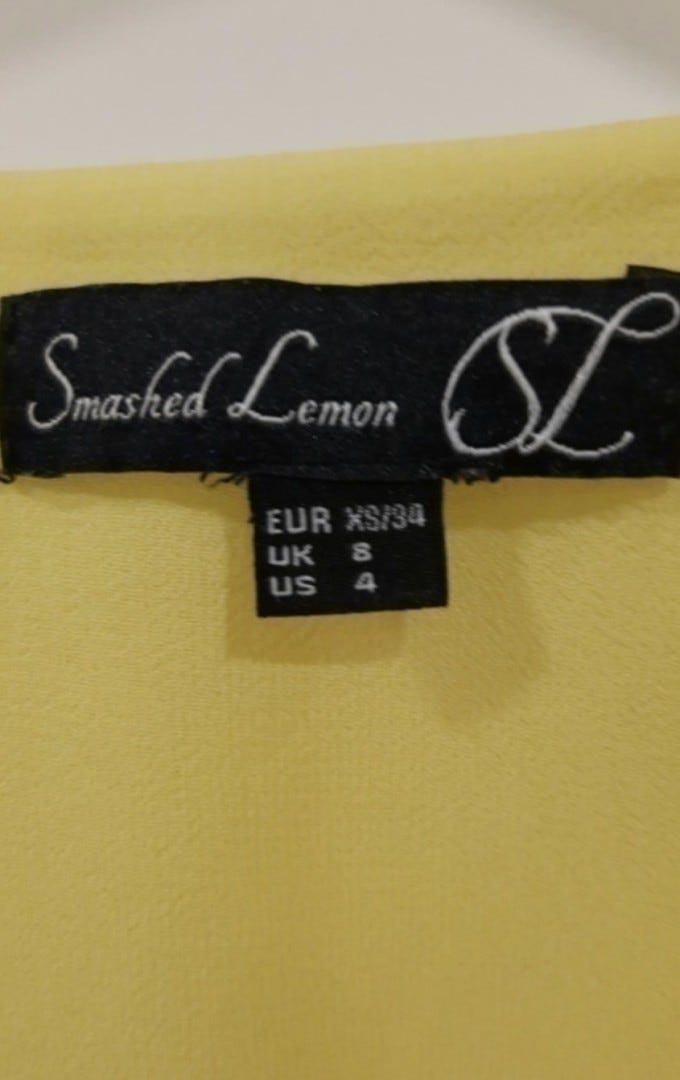 Smashed Lemon SL
EUR XS/34
UK 8
US 4